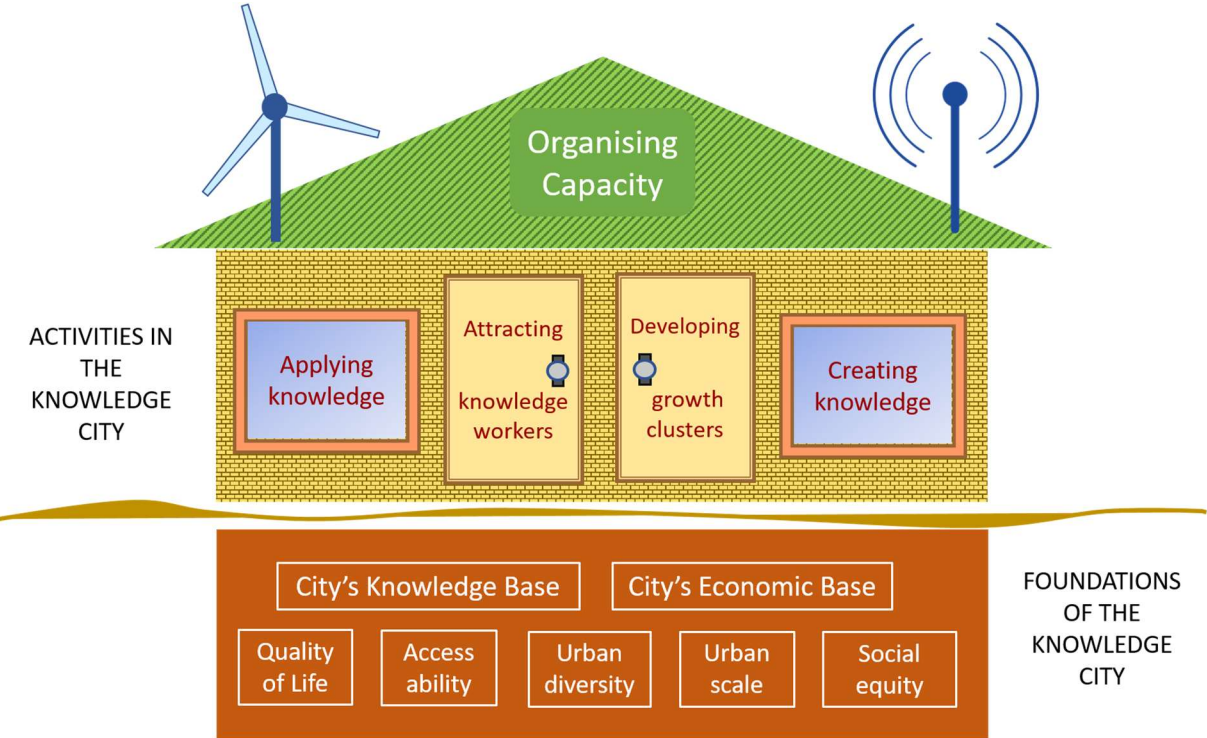 Organising
Capacity
ACTIVITIES IN
THE
KNOWLEDGE
CITY
Applying
knowledge
Attracting
knowledge
workers
Developing
growth
clusters
Creating
knowledge
City's Knowledge Base
City's Economic Base
Quality
of Life
Access
ability
Urban
diversity
Urban
scale
Social
equity
FOUNDATIONS
OF THE
KNOWLEDGE
CITY